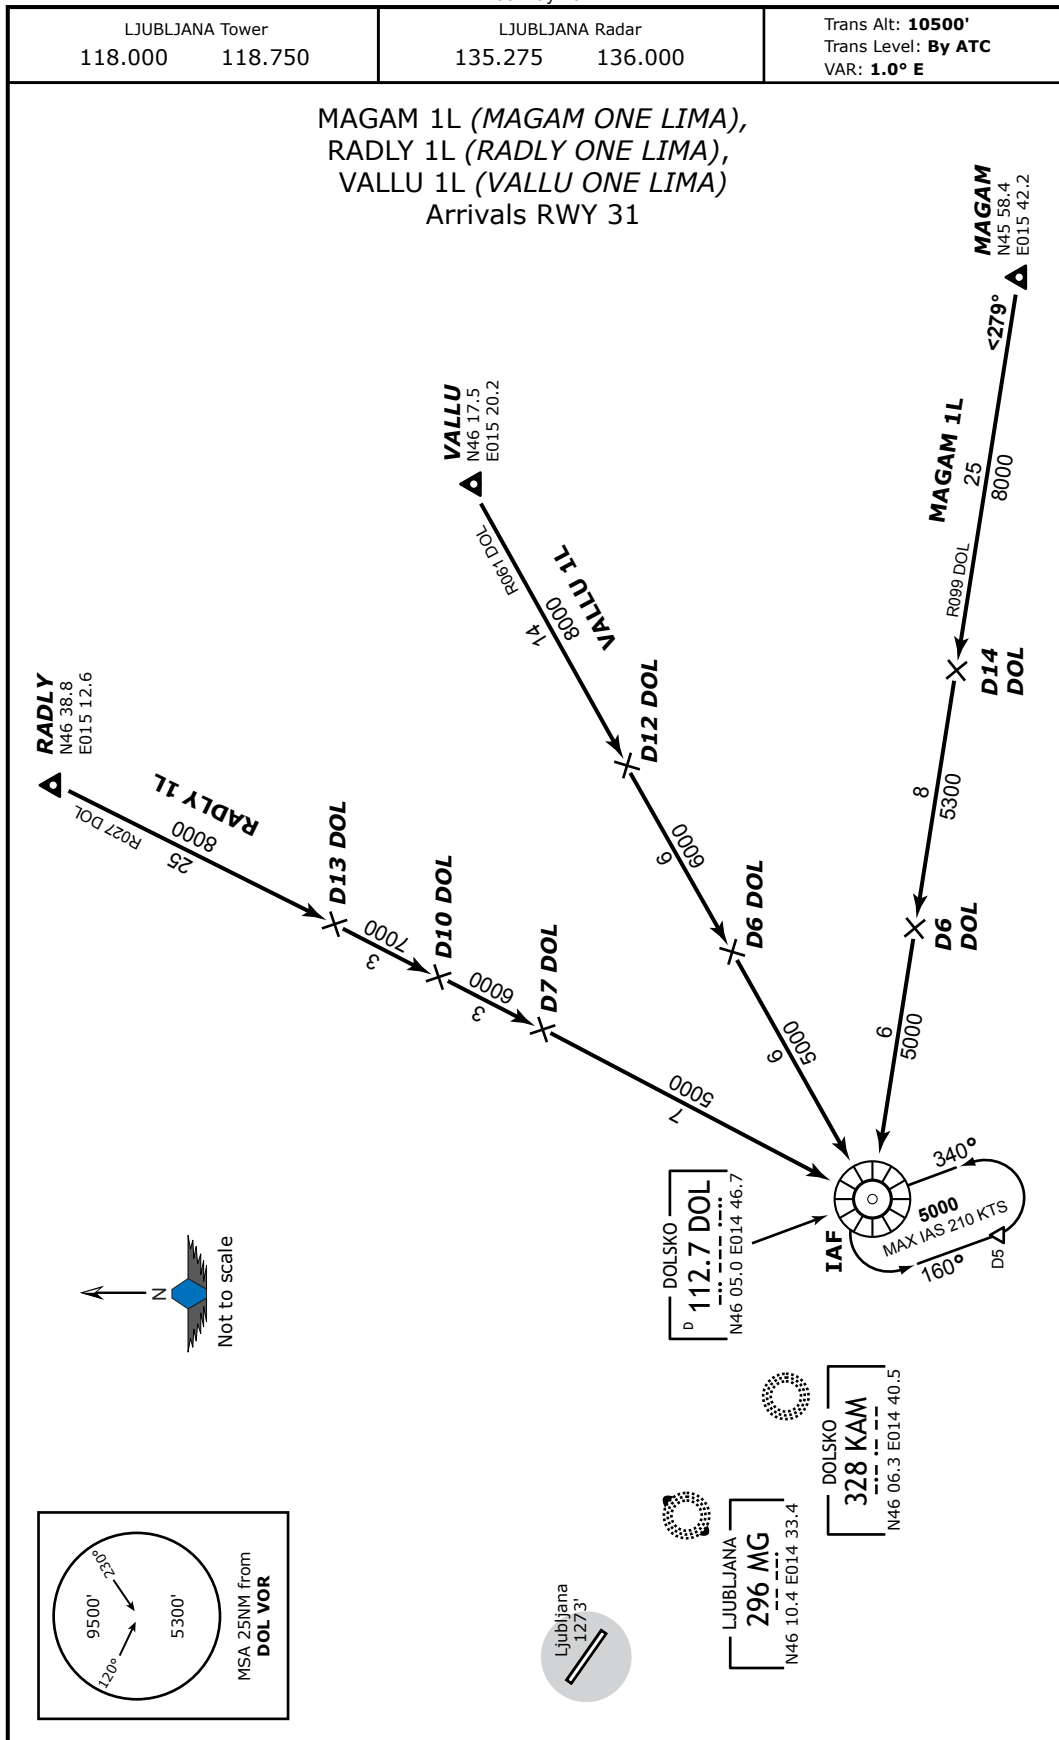 LJUBLJANA Tower
118.000 118.750
LJUBLJANA Radar
135.275 136.000
Trans Alt: 10500'
Trans Level: By ATC
VAR: 1.0° E
MAGAM 1L (MAGAM ONE LIMA),
RADLY 1L (RADLY ONE LIMA),
VALLU 1L (VALLU ONE LIMA)
Arrivals RWY 31
MAGAM
N45 58.4
E015 42.2
<279°
MAGAM 1L
25
8000
R099 DOL
D14
DOL
8
5300
D6
DOL
6
5000
VALLU
N46 17.5
E015 20.2
R061 DOL
VALLU 1L
14
8000
D12 DOL
6
6000
D6 DOL
6
5000
RADLY
N46 38.8
E015 12.6
R027 DOL
RADLY 1L
25
8000
D13 DOL
3
7000
D10 DOL
3
6000
D7 DOL
7
5000
DOLSKO
D 112.7 DOL
N46 05.0 E014 46.7
IAF
340°
5000
MAX IAS 210 KTS
160°
D5
N
Not to scale
DOLSKO
328 KAM
N46 06.3 E014 40.5
LJUBLJANA
296 MG
N46 10.4 E014 33.4
Ljubljana
1273'
230°
9500'
5300'
120°
MSA 25NM from
DOL VOR